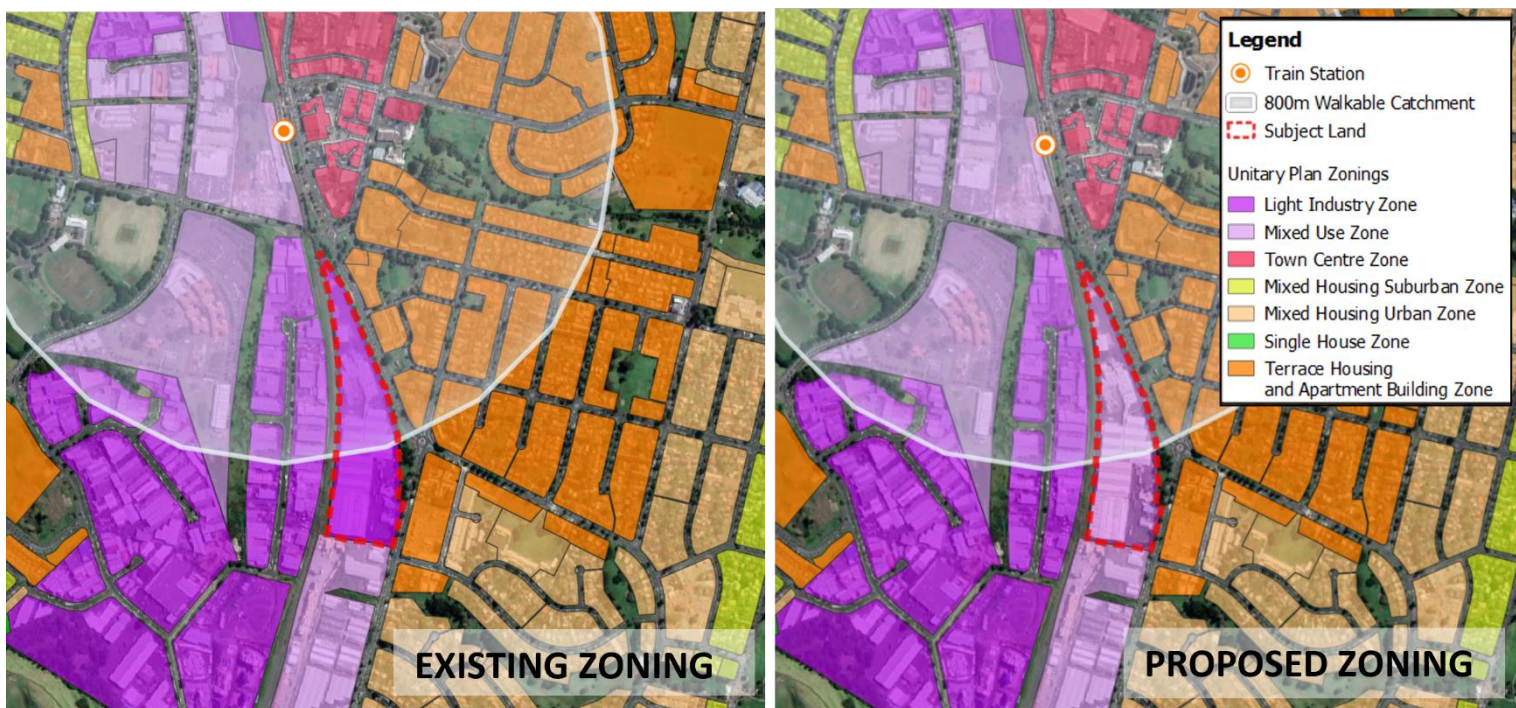 Legend
Train Station
800m Walkable Catchment
Subject Land
Unitary Plan Zonings
Light Industry Zone
Mixed Use Zone
Town Centre Zone
Mixed Housing Suburban Zone
Mixed Housing Urban Zone
Single House Zone
Terrace Housing
and Apartment Building Zone
EXISTING ZONING
PROPOSED ZONING